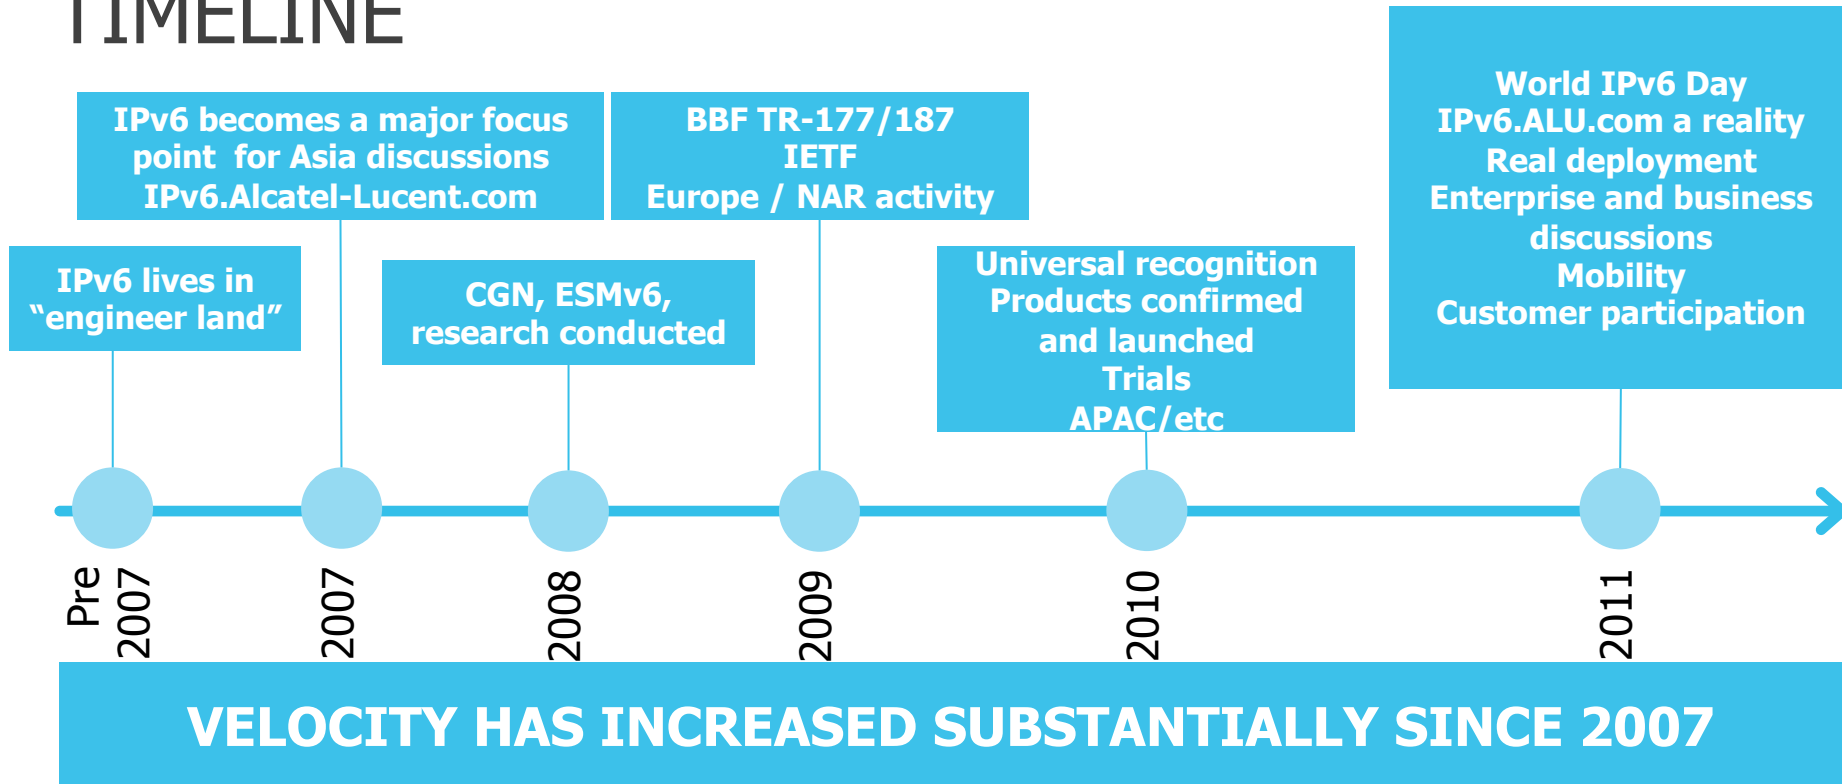 TIMELINE
IPv6 becomes a major focus
point for Asia discussions
IPv6.Alcatel-Lucent.com
BBF TR-177/187
IETF
Europe / NAR activity
World IPv6 Day
IPv6.ALU.com a reality
Real deployment
Enterprise and business
discussions
Mobility
Customer participation
IPv6 lives in
“engineer land”
CGN, ESMv6,
research conducted
Universal recognition
Products confirmed
and launched
Trials
APAC/etc
Pre
2007
2007
2008
2009
2010
2011
VELOCITY HAS INCREASED SUBSTANTIALLY SINCE 2007